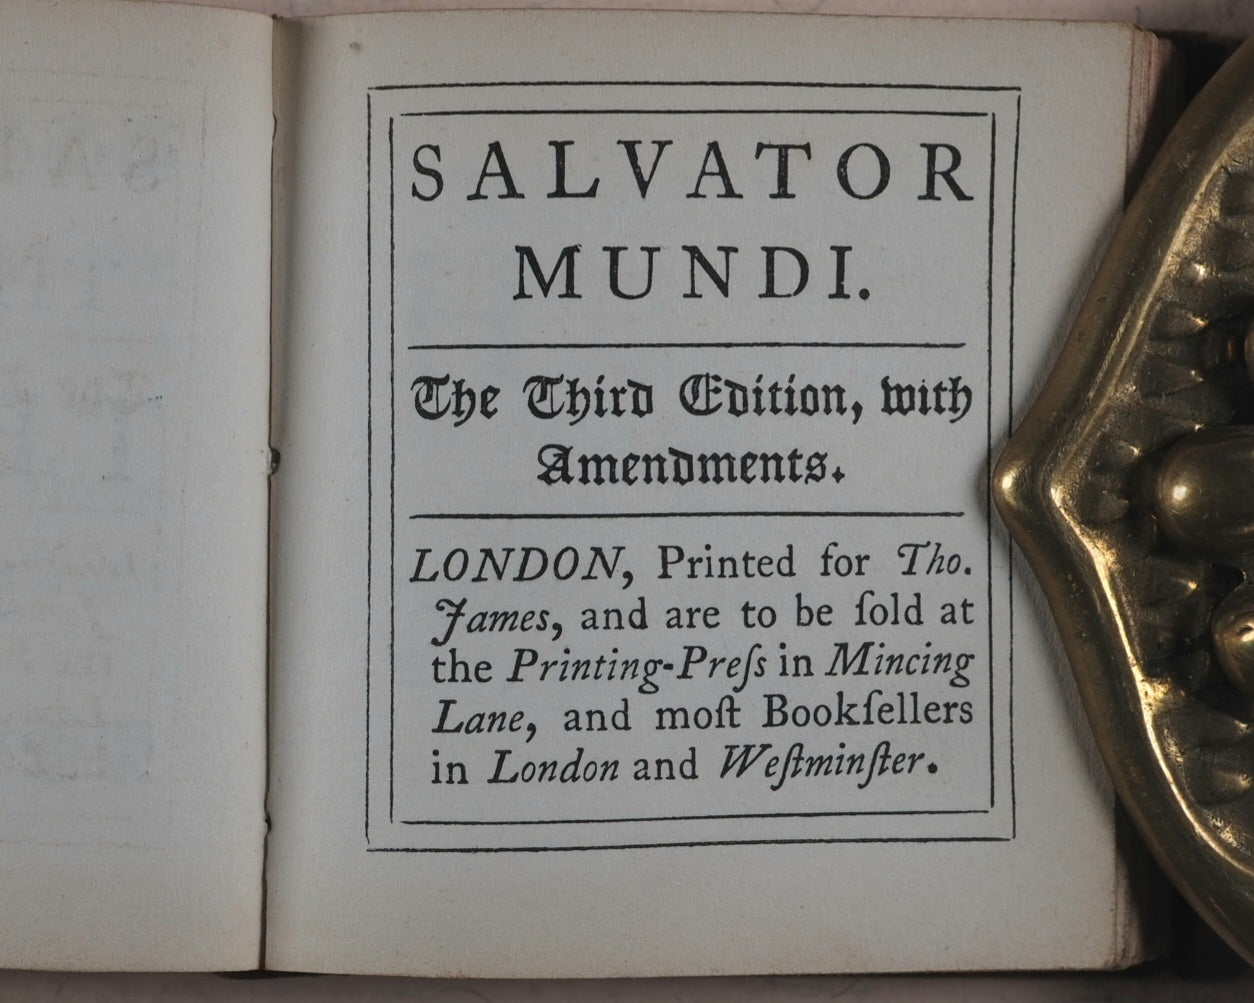 SALVATOR
MUNDI.
The Third Edition, with
Amendments.
LONDON, Printed for Tho.
James, and are to be ſold at
the Printing-Preſs in Mincing
Lane, and moſt Bookſellers
in London and Weſtminſter.